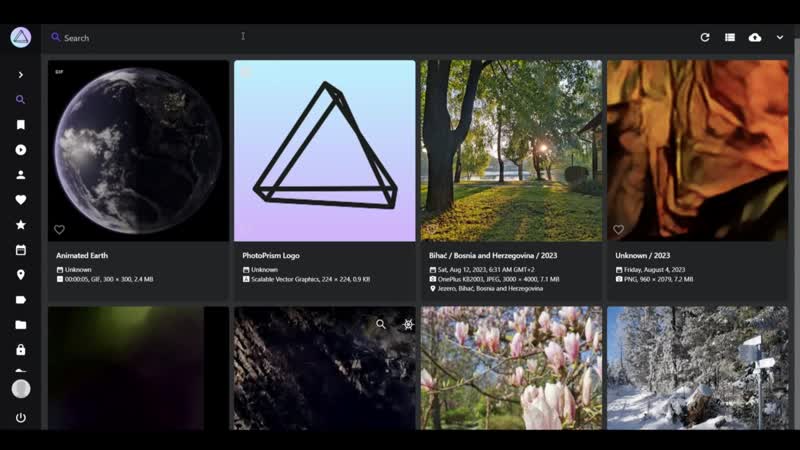 Search
GIF
Animated Earth
Unknown
00:00:05, GIF, 300 × 300, 2.4 MB
PhotoPrism Logo
Unknown
Scalable Vector Graphics, 224 × 224, 0.9 KB
Bihać / Bosnia and Herzegovina / 2023
Sat, Aug 12, 2023, 6:31 AM GMT+2
OnePlus KB2003, JPEG, 3000 × 4000, 7.1 MB
Jezero, Bihać, Bosnia and Herzegovina
Unknown / 2023
Friday, August 4, 2023
PNG, 960 × 2079, 7.2 MB